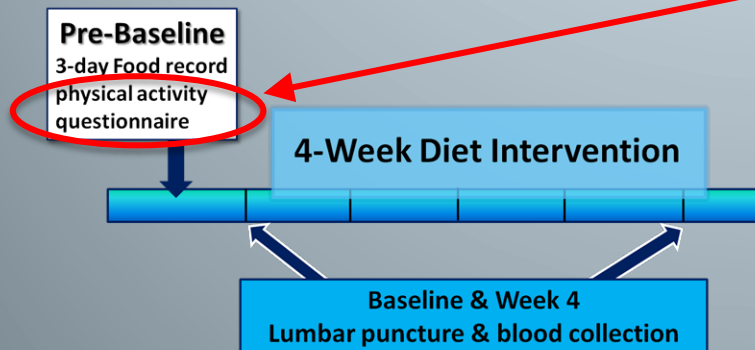 Pre-Baseline
3-day Food record
physical activity
questionnaire
4-Week Diet Intervention
Baseline & Week 4
Lumbar puncture & blood collection